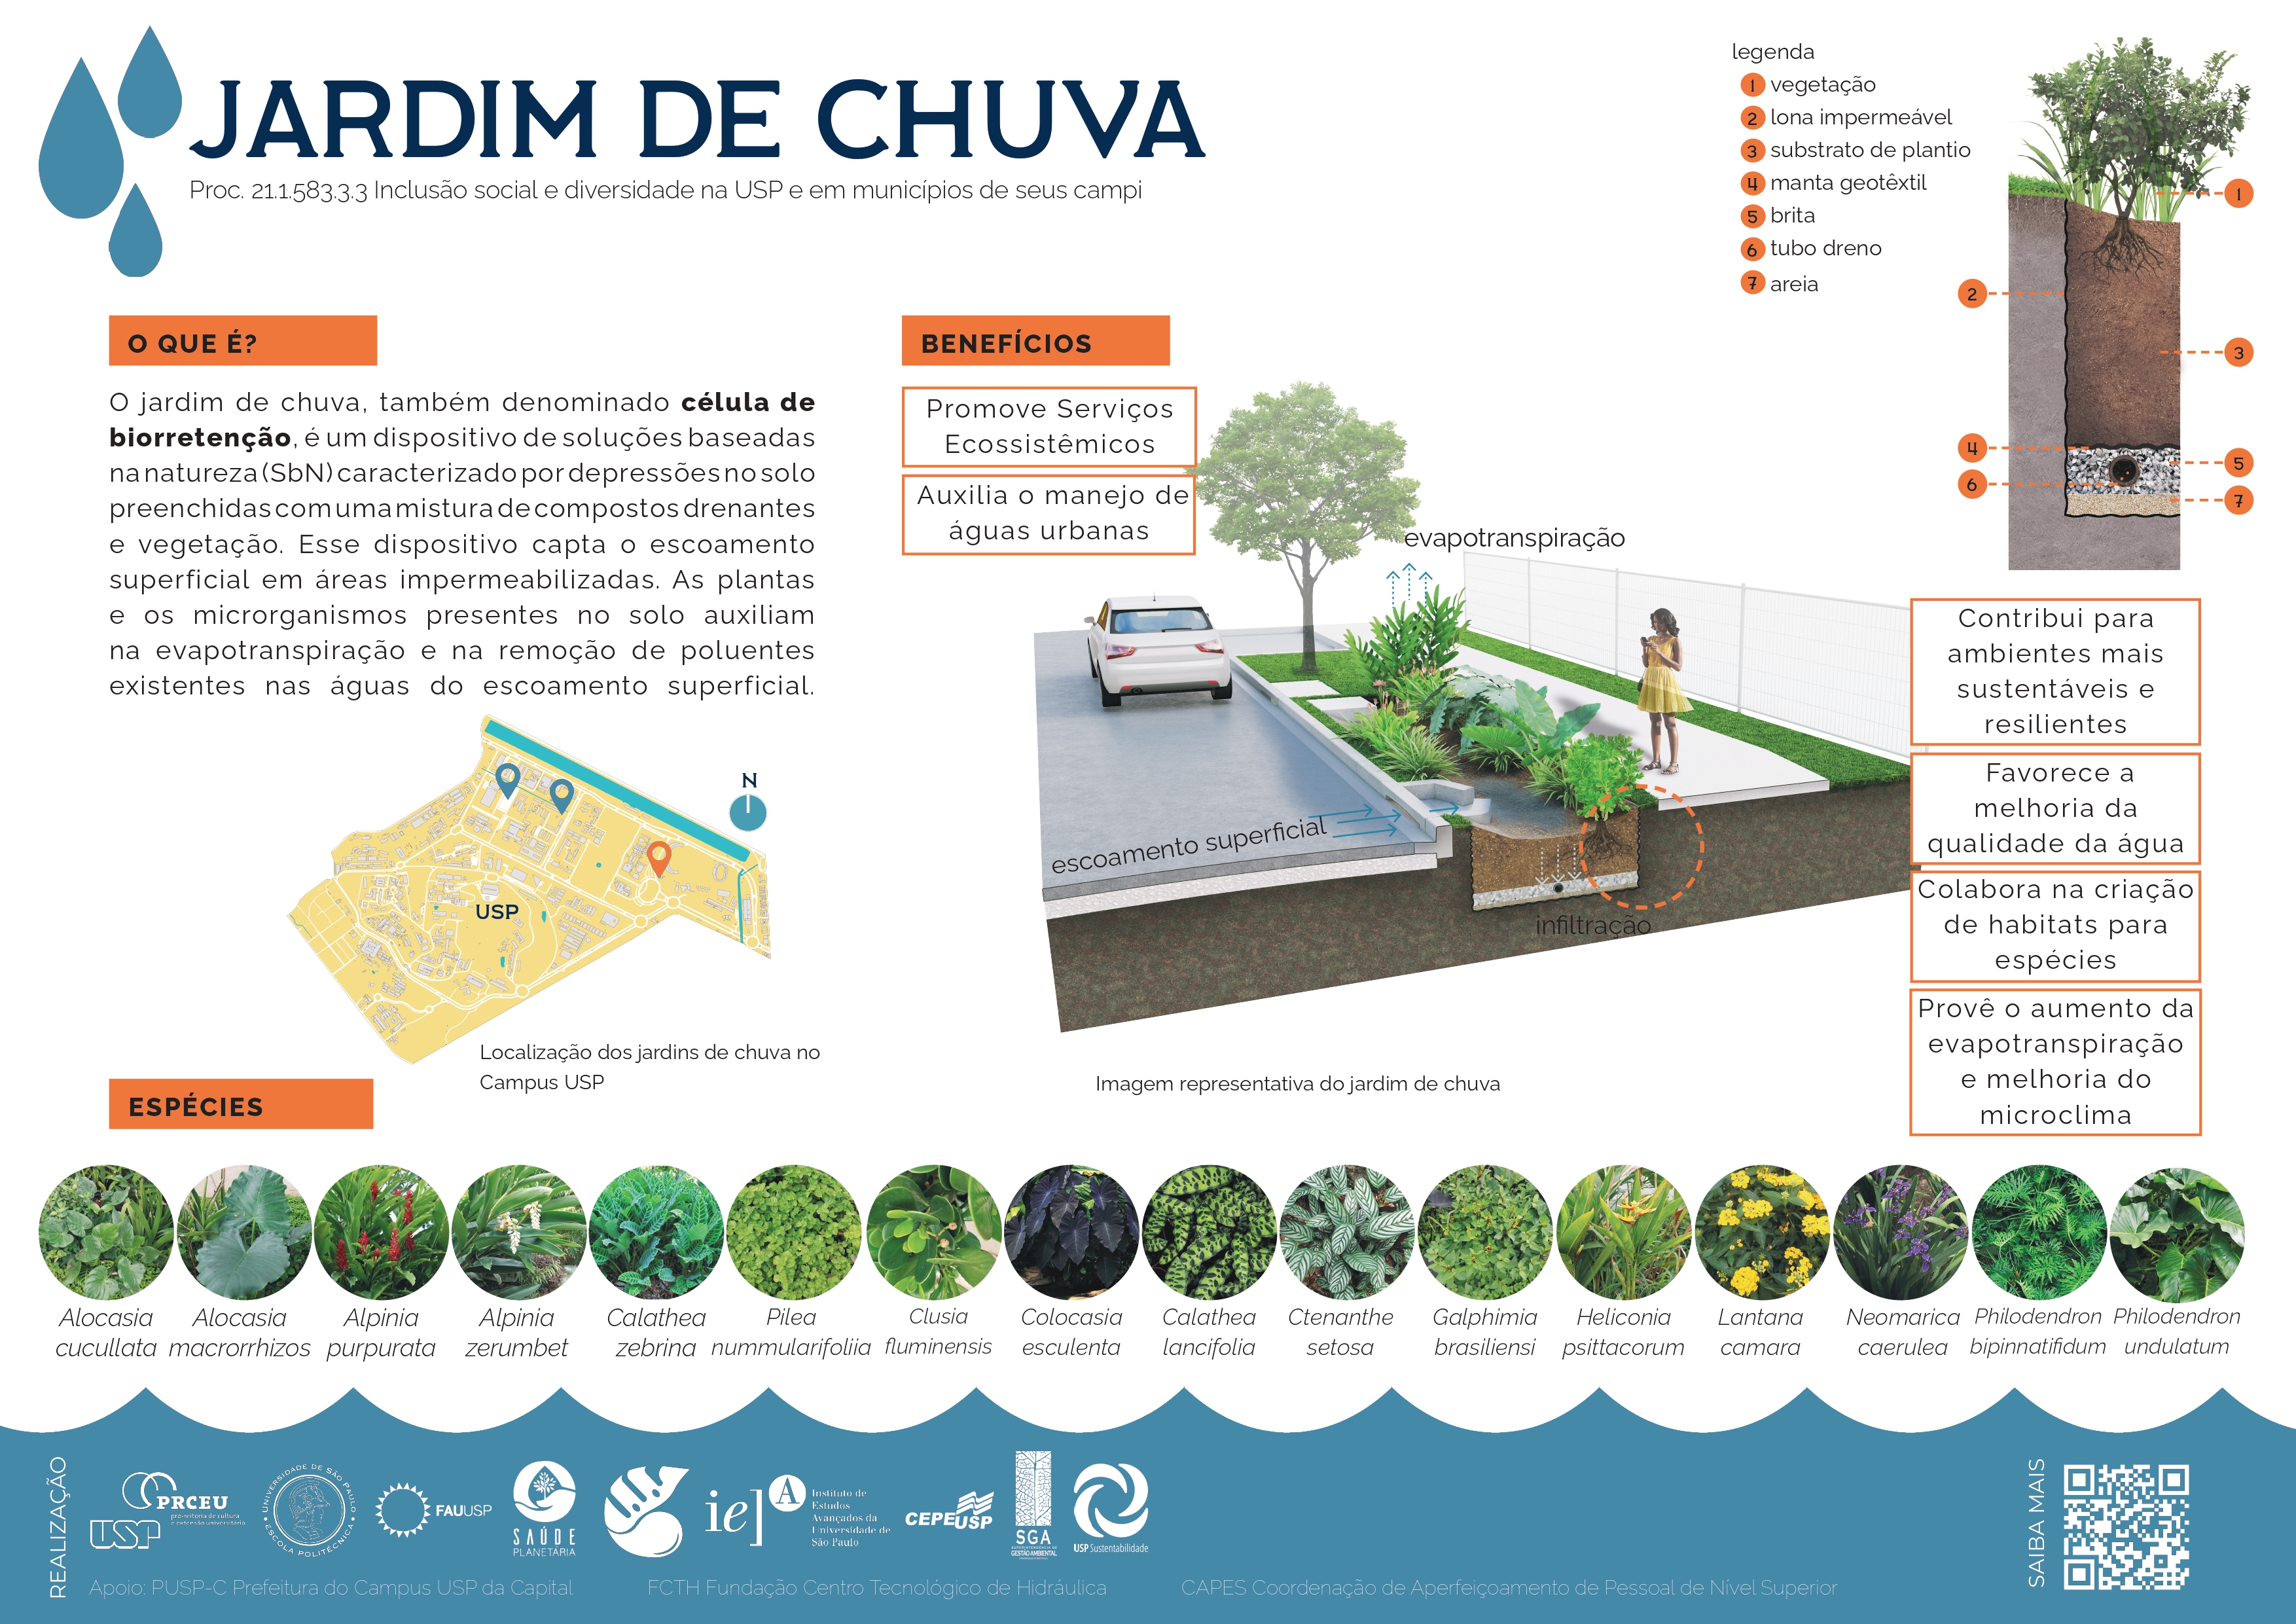 JARDIM DE CHUVA
Proc. 21.1.583.3.3 Inclusão social e diversidade na USP e em municípios de seus campi
legenda
1 vegetação
2 lona impermeável
3 substrato de plantio
4 manta geotêxtil
5 brita
6 tubo dreno
7 areia
1
2
3
4
5
6
7
O QUE É?
O jardim de chuva, também denominado célula de
biorretenção, é um dispositivo de soluções baseadas
na natureza (SbN) caracterizado por depressões no solo
preenchidas com uma mistura de compostos drenantes
e vegetação. Esse dispositivo capta o escoamento
superficial em áreas impermeabilizadas. As plantas
e os microrganismos presentes no solo auxiliam
na evapotranspiração e na remoção de poluentes
existentes nas águas do escoamento superficial.
N
USP
Localização dos jardins de chuva no
Campus USP
BENEFÍCIOS
Promove Serviços
Ecossistêmicos
Auxilia o manejo de
águas urbanas
evapotranspiração
escoamento superficial
infiltração
Imagem representativa do jardim de chuva
Contribui para
ambientes mais
sustentáveis e
resilientes
Favorece a
melhoria da
qualidade da água
Colabora na criação
de habitats para
espécies
Provê o aumento da
evapotranspiração
e melhoria do
microclima
ESPÉCIES
Alocasia
cucullata
Alocasia
macrorrhizos
Alpinia
purpurata
Alpinia
zerumbet
Calathea
zebrina
Pilea
nummularifoliia
Clusia
fluminensis
Colocasia
esculenta
Calathea
lancifolia
Ctenanthe
setosa
Galphimia
brasiliensi
Heliconia
psittacorum
Lantana
camara
Neomarica
caerulea
Philodendron
bipinnatifidum
Philodendron
undulatum
REALIZAÇÃO
PRCEU
pró-reitoria de cultura
e extensão universitária
USP
UNIVERSIDADE DE SÃO PAULO
ESCOLA POLITÉCNICA
FAUUSP
SAÚDE
PLANETÁRIA
iea
Instituto de
Estudos
Avançados da
Universidade de
São Paulo
CEPEUSP
SGA
SUPERINTENDÊNCIA DE
GESTÃO AMBIENTAL
USP Sustentabilidade
SAIBA MAIS
Apoio: PUSP-C Prefeitura do Campus USP da Capital
FCTH Fundação Centro Tecnológico de Hidráulica
CAPES Coordenação de Aperfeiçoamento de Pessoal de Nível Superior